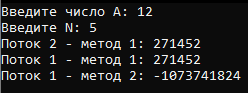 Введите число A: 12
Введите N: 5
Поток 2 - метод 1: 271452
Поток 1 - метод 1: 271452
Поток 1 - метод 2: -1073741824